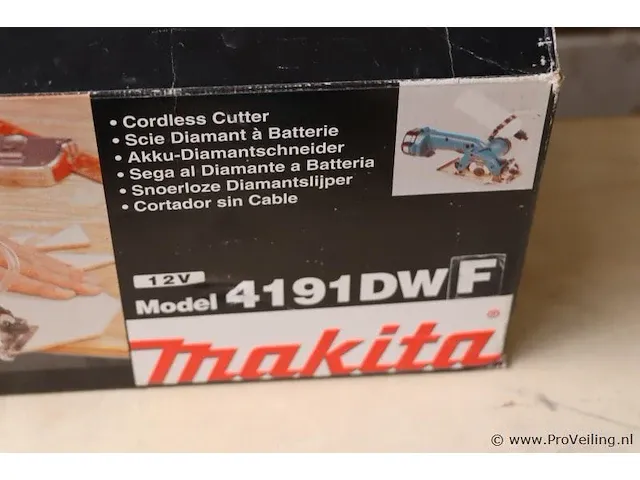 • Cordless Cutter
• Scie Diamant à Batterie
• Akku-Diamantschneider
• Sega al Diamante a Batteria
• Snoerloze Diamantslijper
• Cortador sin Cable
12V
Model 4191DWF
makita®
© www.ProVeiling.nl